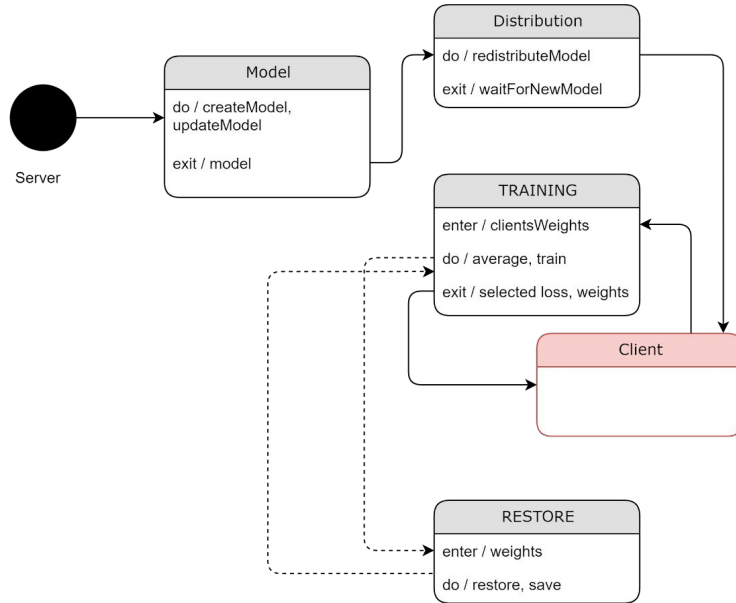 Distribution
do / redistributeModel
exit / waitForNewModel
Model
do / createModel,
updateModel
exit / model
Server
TRAINING
enter / clientsWeights
do / average, train
exit / selected loss, weights
Client
RESTORE
enter / weights
do / restore, save